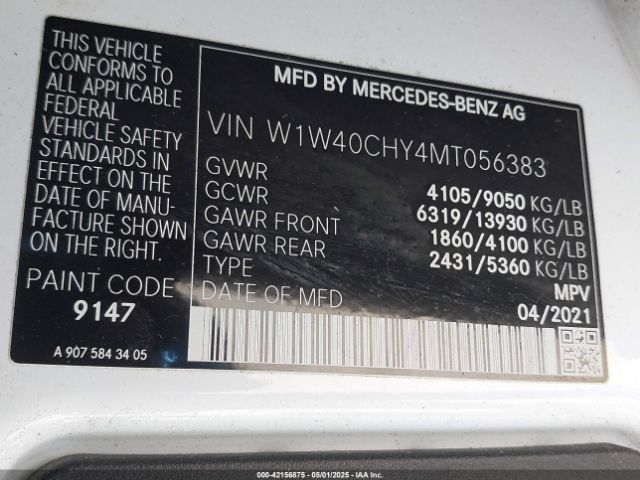 THIS VEHICLE
CONFORMS TO
ALL APPLICABLE
FEDERAL
VEHICLE SAFETY
STANDARDS IN
EFFECT ON THE
DATE OF MANU-
FACTURE SHOWN
ON THE RIGHT.
PAINT CODE
9147
A 907 584 34 05
MFD BY MERCEDES-BENZ AG
VIN W1W40CHY4MT056383
GVWR 4105/9050 KG/LB
GCWR 6319/13930 KG/LB
GAWR FRONT 1860/4100 KG/LB
GAWR REAR 2431/5360 KG/LB
TYPE MPV
DATE OF MFD 04/2021
000-42156875 - 05/01/2025 - IAA Inc.